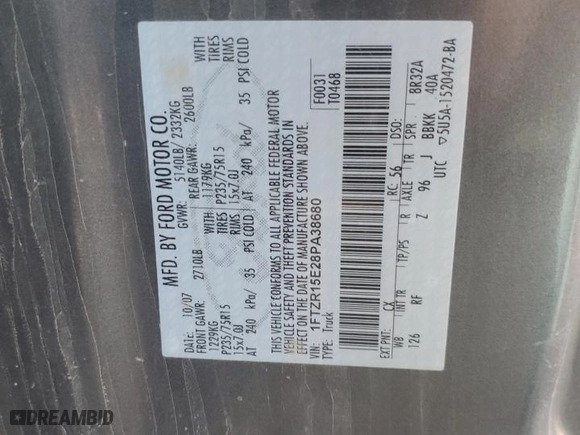 MFD. BY FORD MOTOR CO.
DATE: 10/07 GVWR: 5140LB/ 2332KG
FRONT GAWR: 2710LB REAR GAWR: 2600LB
1229KG 1179KG WITH
P235/75R15 P235/75R15 TIRES
15x7.0J RIMS 15x7.0J RIMS
AT 240 kPa/ 35 PSI COLD AT 240 kPa/ 35 PSI COLD
THIS VEHICLE CONFORMS TO ALL APPLICABLE FEDERAL MOTOR
VEHICLE SAFETY AND THEFT PREVENTION STANDARDS IN
EFFECT ON THE DATE OF MANUFACTURE SHOWN ABOVE.
VIN: 1FTZR15E28PA38680 F0031
TYPE: Truck T0468
EXT PNT: CX RC: 56 DSO:
WB INT TR TP/PS R AXLE TR SPR 8R32A
126 RF Z 96 J BBKK 40A
UTC ▽5U5A-1520472-BA
DREAMBID